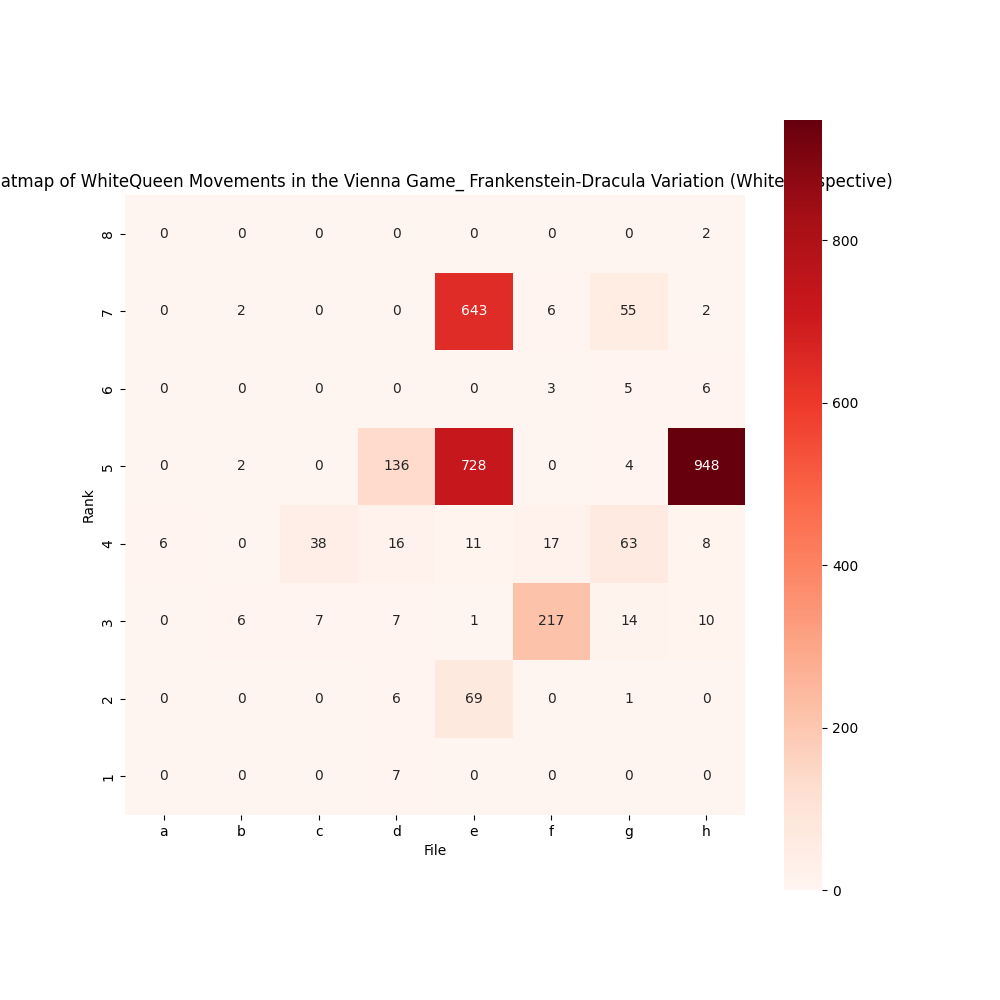 atmap of WhiteQueen Movements in the Vienna Game_ Frankenstein-Dracula Variation (White spective)
8 0 0 0 0 0 0 0 2
7 0 2 0 0 643 6 55 2
6 0 0 0 0 0 3 5 6
5 0 2 0 136 728 0 4 948
4 6 0 38 16 11 17 63 8
3 0 6 7 7 1 217 14 10
2 0 0 0 6 69 0 1 0
1 0 0 0 7 0 0 0 0
a b c d e f g h
File
Rank
800
600
400
200
0